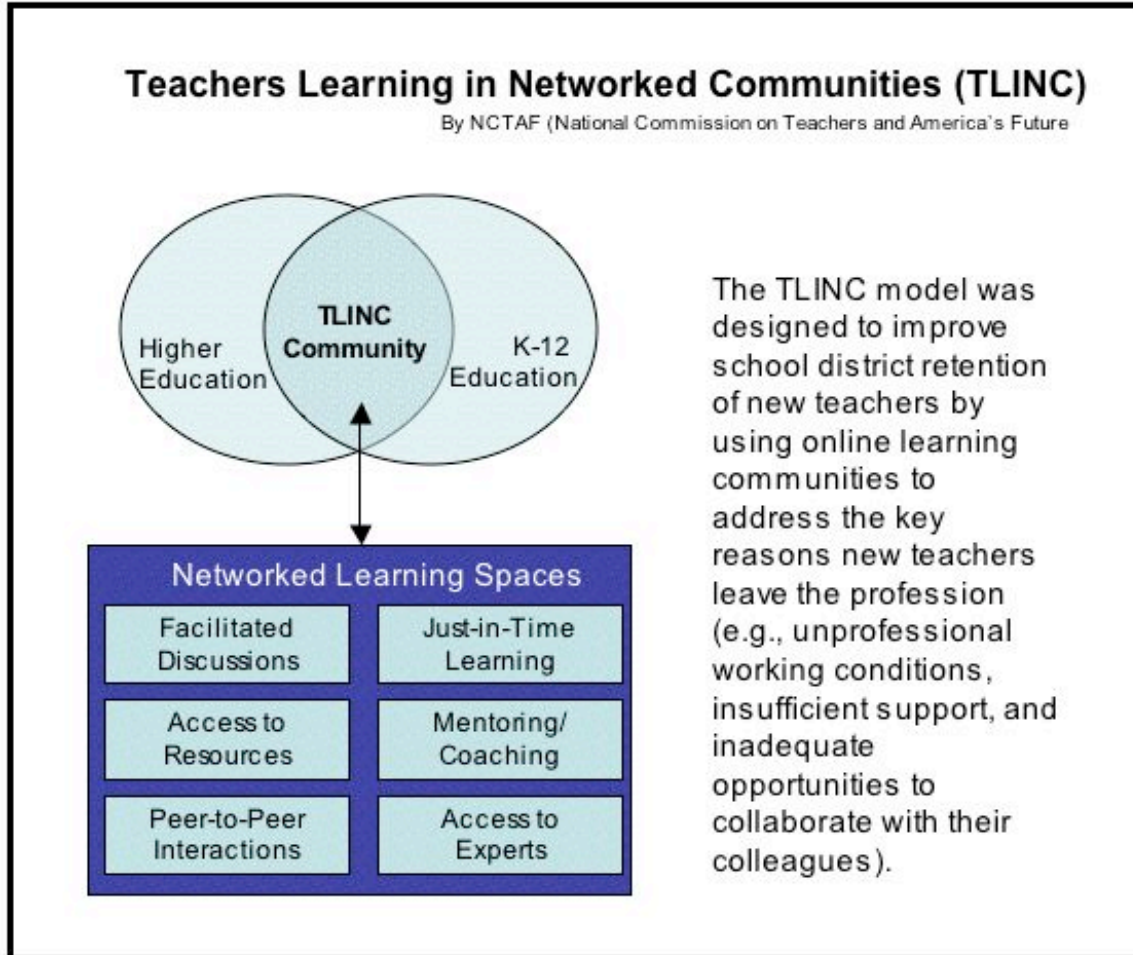 Teachers Learning in Networked Communities (TLINC)
By NCTAF (National Commission on Teachers and America's Future
Higher
Education
TLINC
Community
K-12
Education
Networked Learning Spaces
Facilitated
Discussions
Just-in-Time
Learning
Access to
Resources
Mentoring/
Coaching
Peer-to-Peer
Interactions
Access to
Experts
The TLINC model was
designed to improve
school district retention
of new teachers by
using online learning
communities to
address the key
reasons new teachers
leave the profession
(e.g., unprofessional
working conditions,
insufficient support, and
inadequate
opportunities to
collaborate with their
colleagues).